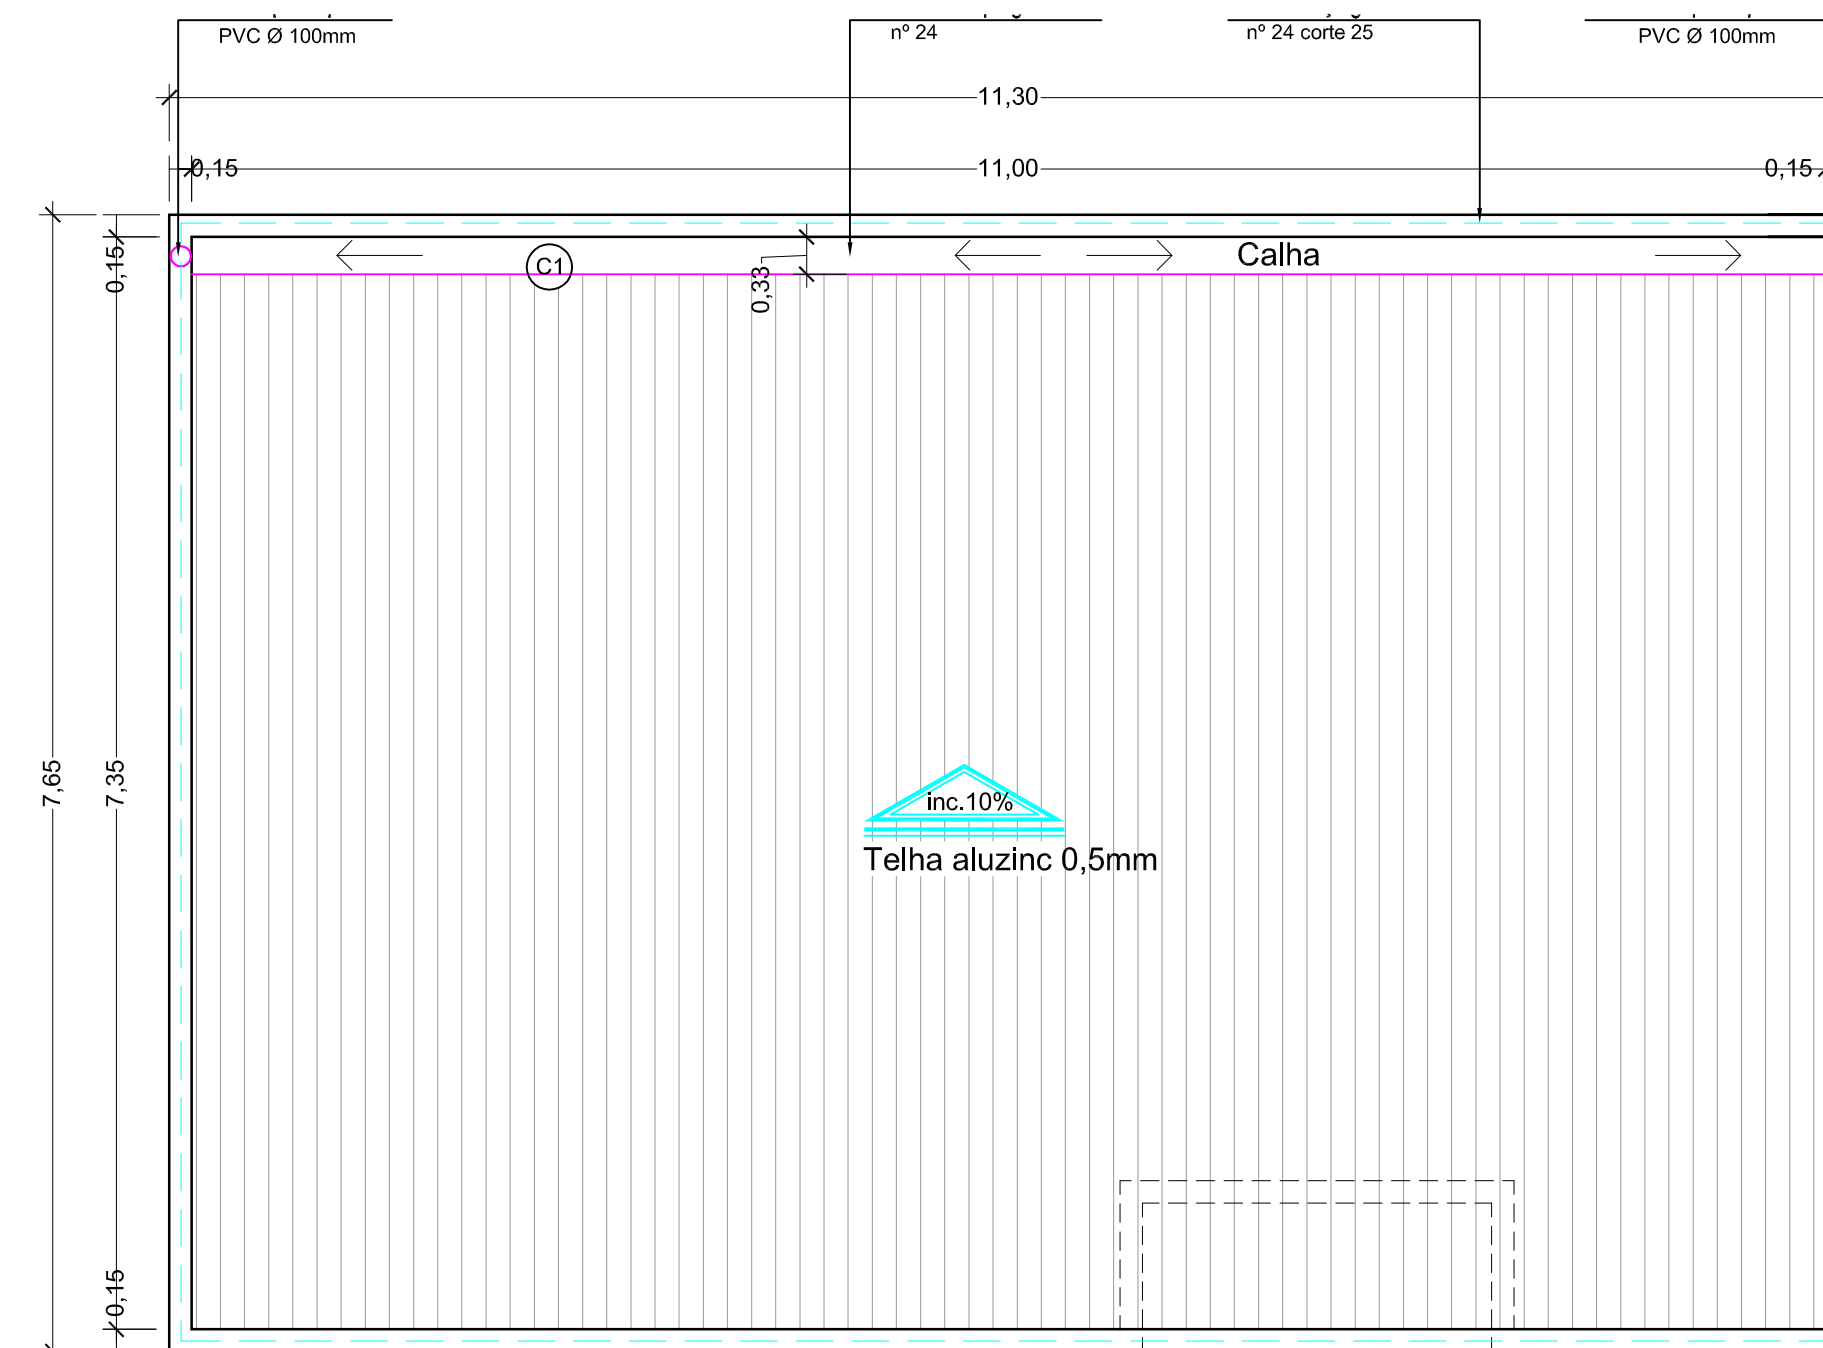 PVC Ø 100mm
nº 24
nº 24 corte 25
PVC Ø 100mm
11,30
0,15
11,00
0,15
0,15
C1
0,33
Calha
7,65
7,35
inc.10%
Telha aluzinc 0,5mm
0,15